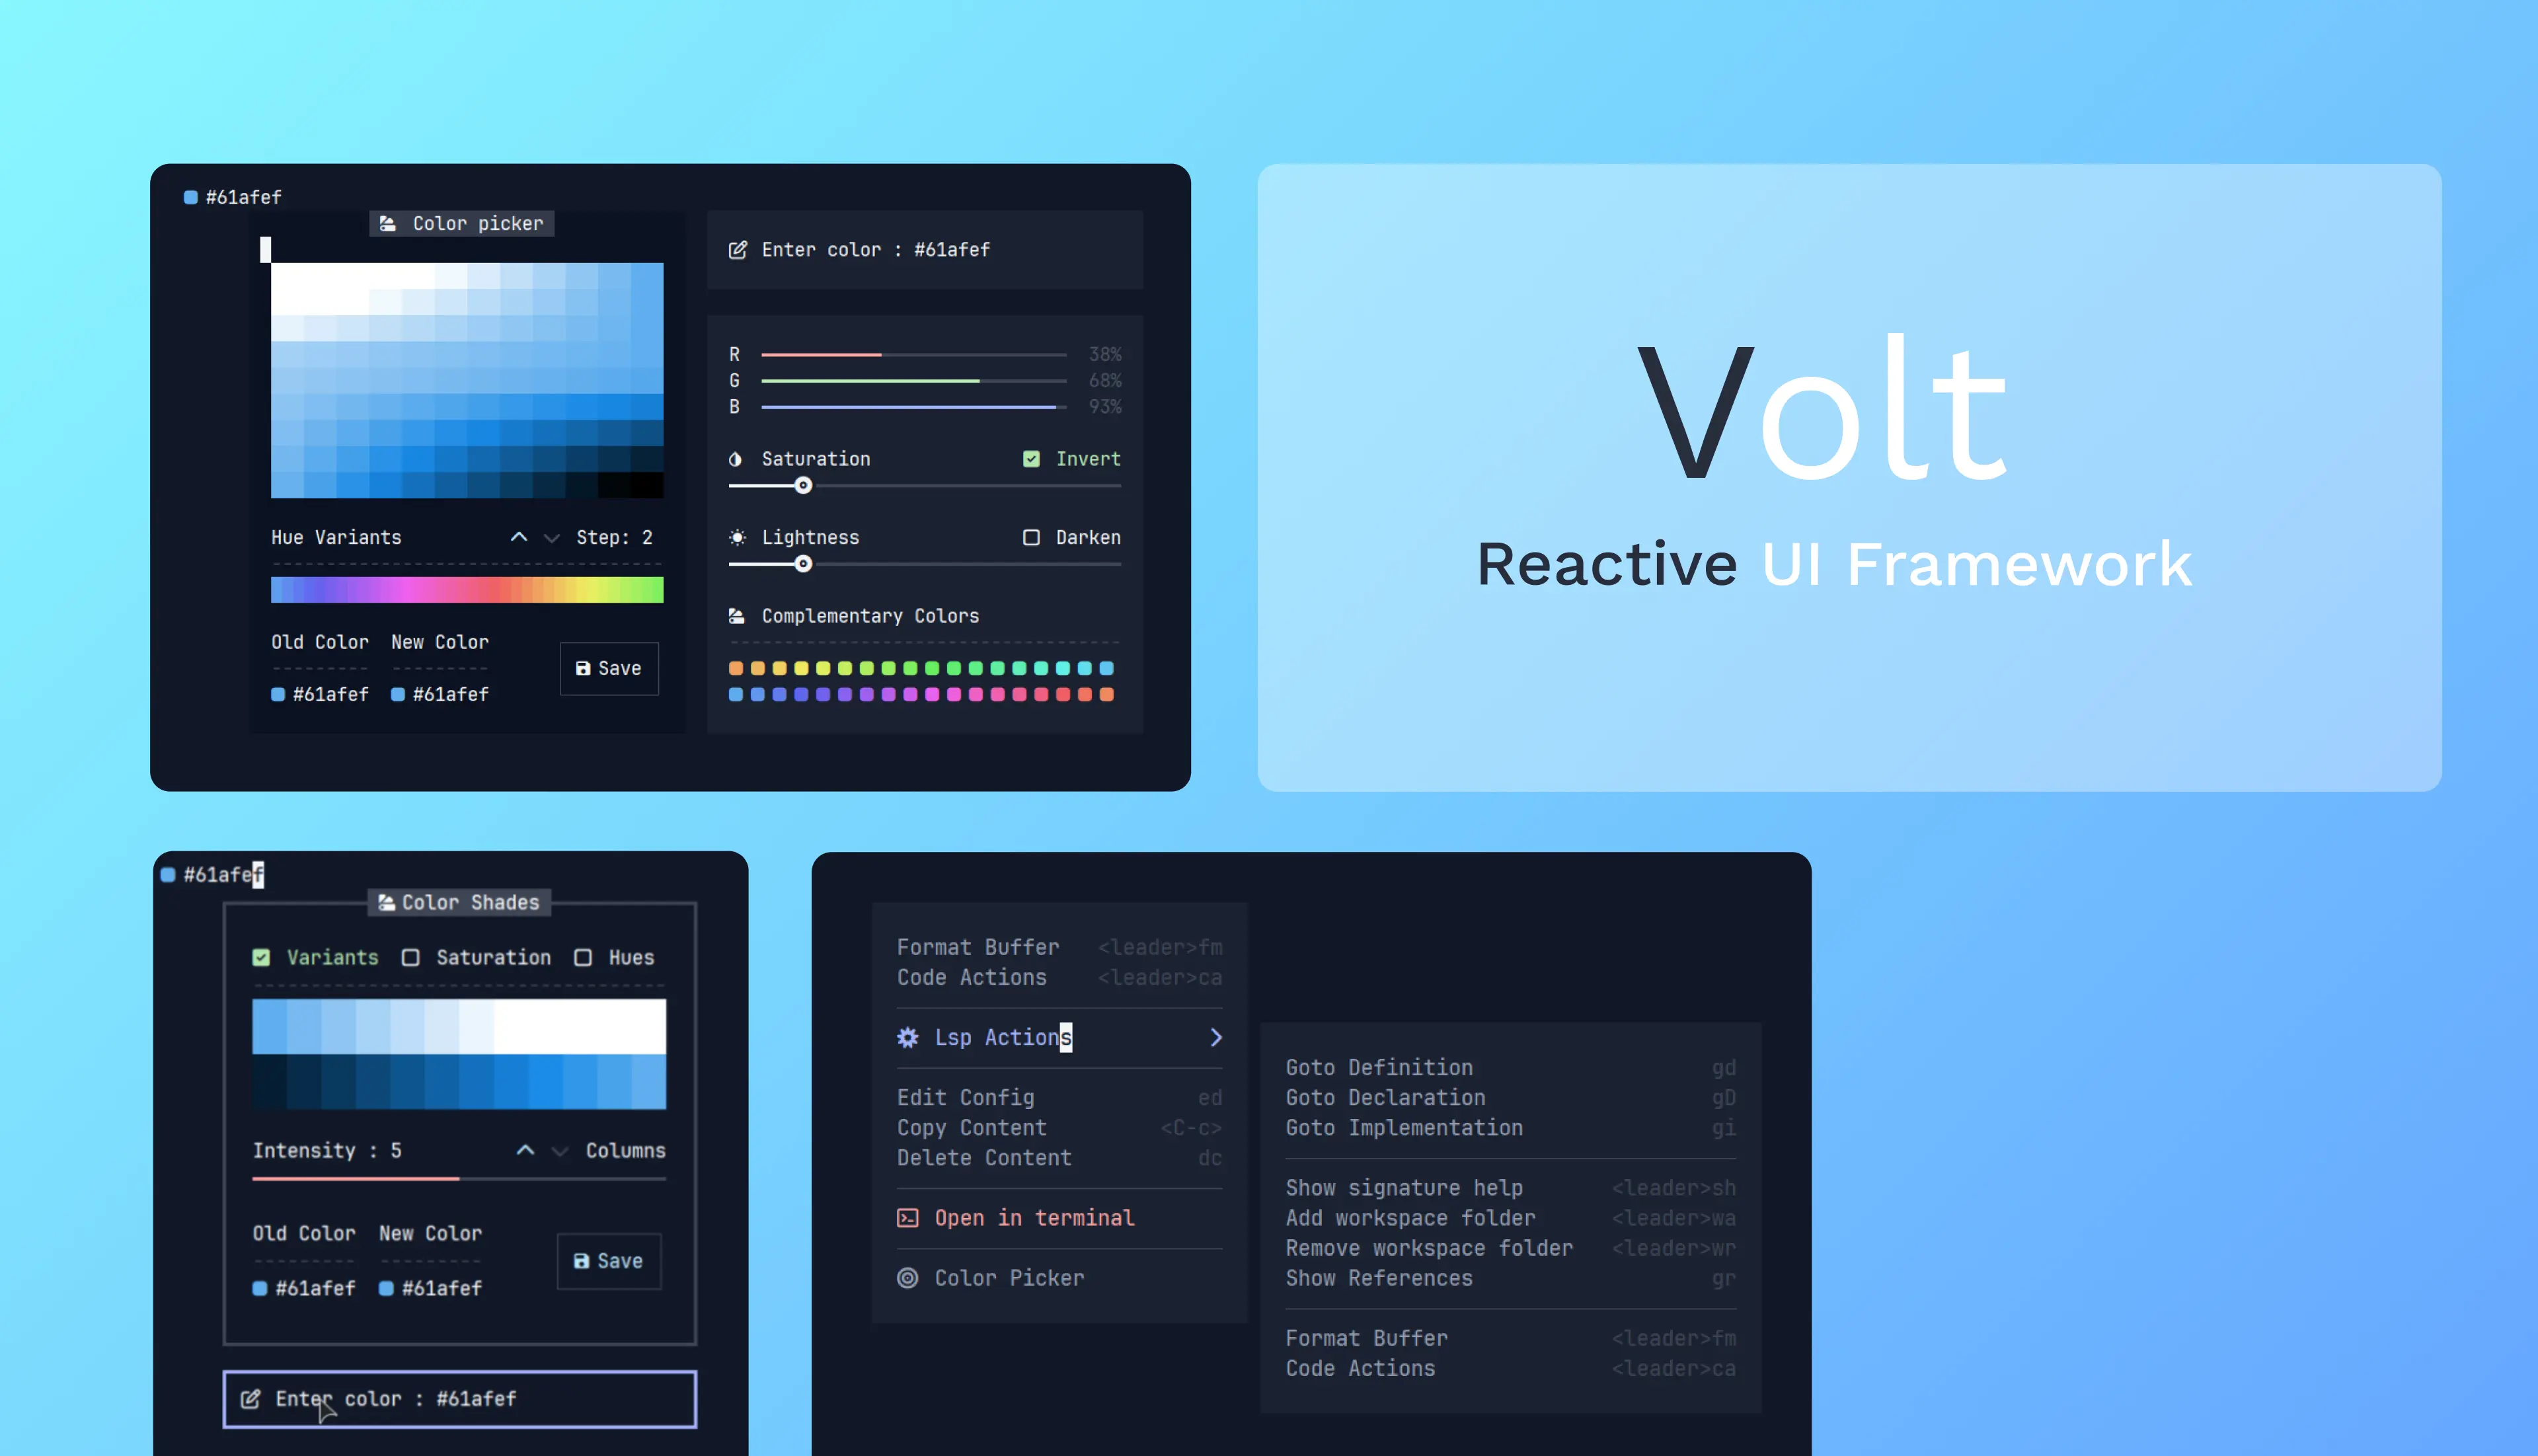 #61afef
Color picker
Hue Variants Step: 2
Old Color New Color
#61afef #61afef
Save
Enter color : #61afef
R 38%
G 68%
B 93%
Saturation Invert
Lightness Darken
Complementary Colors
Volt
Reactive UI Framework
#61afef
Color Shades
Variants Saturation Hues
Intensity : 5 Columns
Old Color New Color
#61afef #61afef
Save
Enter color : #61afef
Format Buffer <leader>fm
Code Actions <leader>ca
Lsp Actions
Edit Config ed
Copy Content <C-c>
Delete Content dc
Open in terminal
Color Picker
Goto Definition gd
Goto Declaration gD
Goto Implementation gi
Show signature help <leader>sh
Add workspace folder <leader>wa
Remove workspace folder <leader>wr
Show References gr
Format Buffer <leader>fm
Code Actions <leader>ca